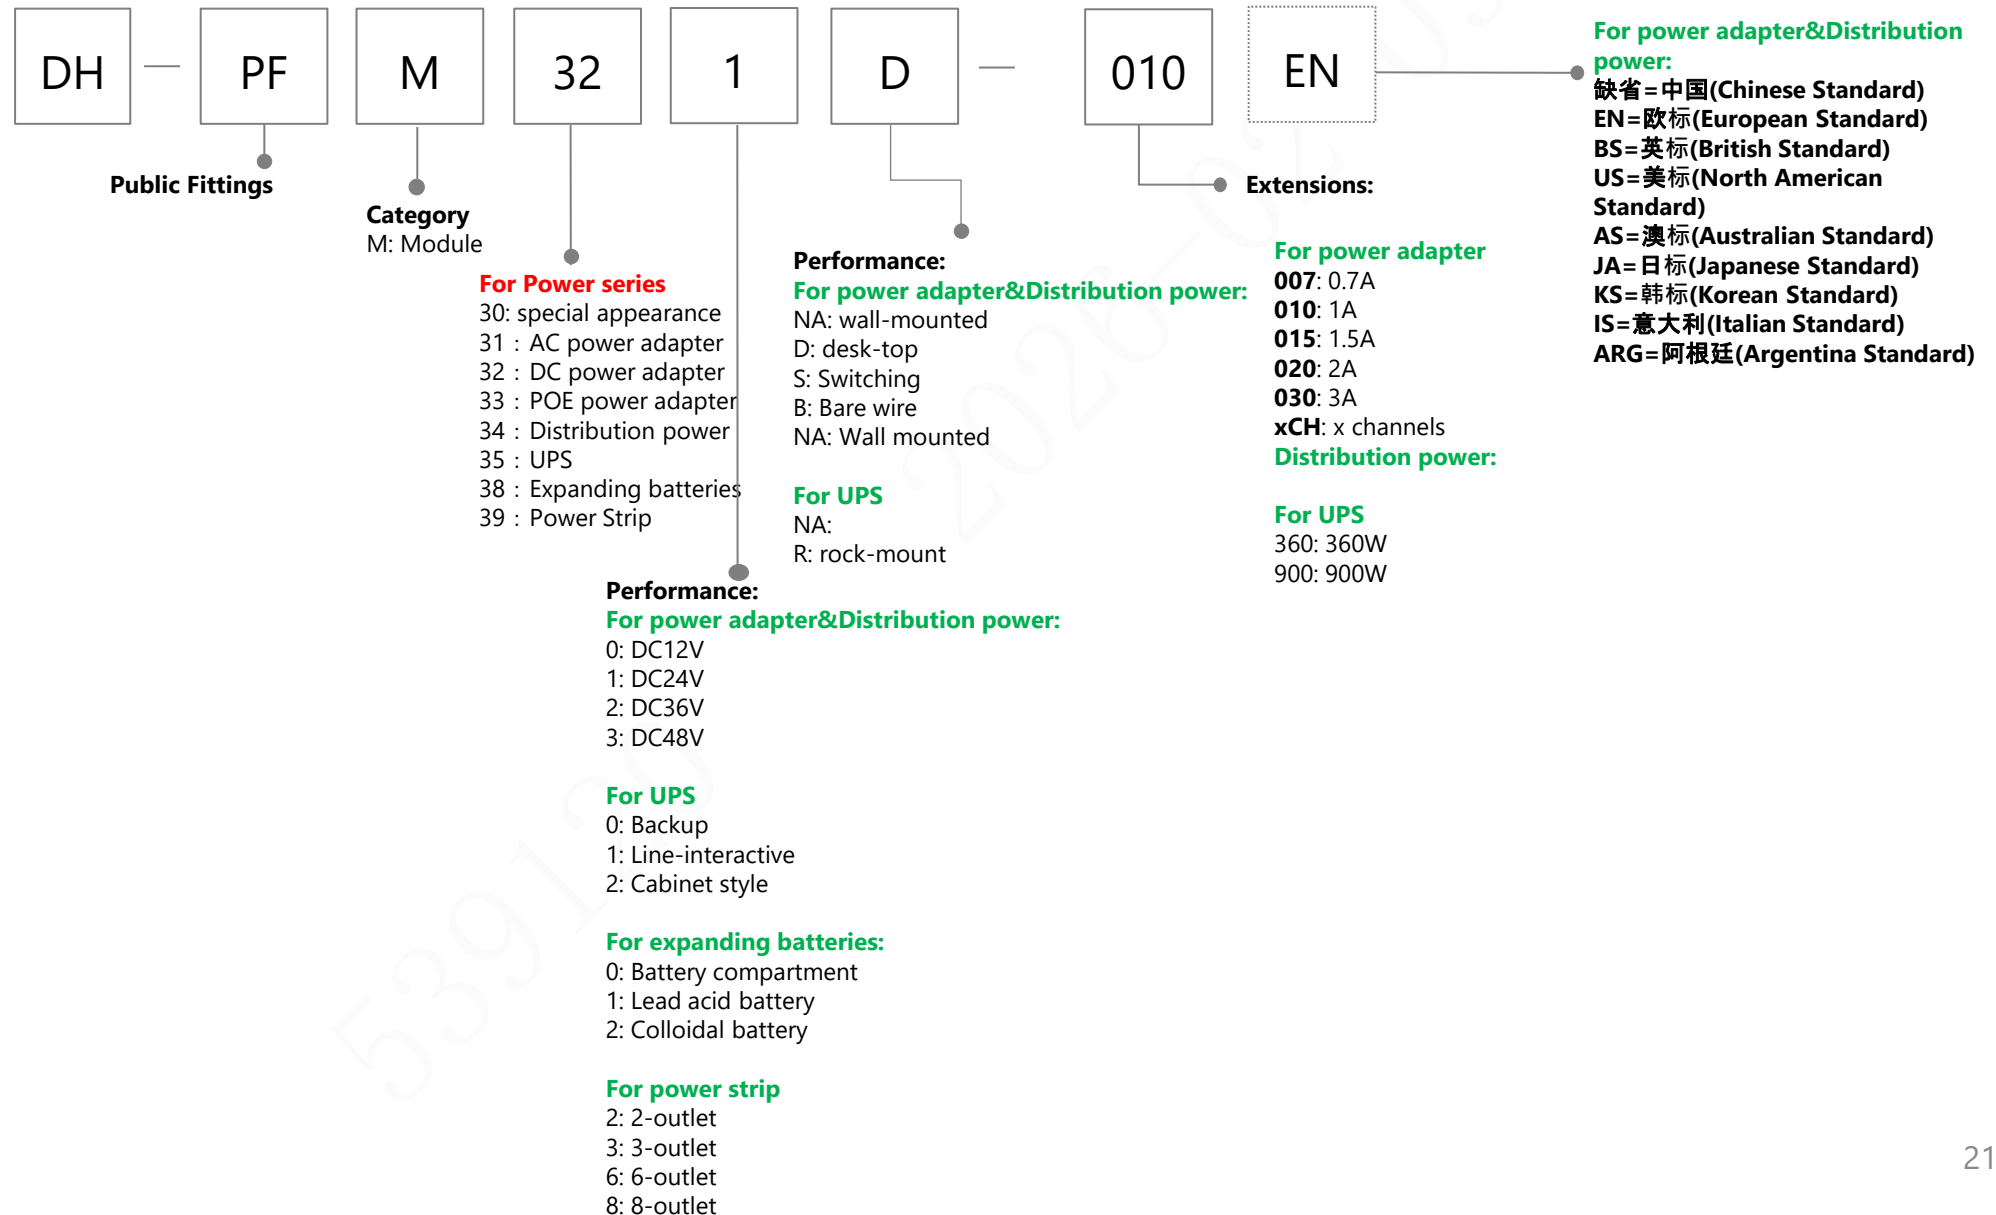 DH — PF M 32 1 D — 010 EN
Public Fittings
Category
M: Module
For Power series
30: special appearance
31：AC power adapter
32：DC power adapter
33：POE power adapter
34：Distribution power
35：UPS
38：Expanding batteries
39：Power Strip
Performance:
For power adapter&Distribution power:
0: DC12V
1: DC24V
2: DC36V
3: DC48V
For UPS
0: Backup
1: Line-interactive
2: Cabinet style
For expanding batteries:
0: Battery compartment
1: Lead acid battery
2: Colloidal battery
For power strip
2: 2-outlet
3: 3-outlet
6: 6-outlet
8: 8-outlet
Performance:
For power adapter&Distribution power:
NA: wall-mounted
D: desk-top
S: Switching
B: Bare wire
NA: Wall mounted
For UPS
NA:
R: rock-mount
Extensions:
For power adapter
007: 0.7A
010: 1A
015: 1.5A
020: 2A
030: 3A
xCH: x channels
Distribution power:
For UPS
360: 360W
900: 900W
For power adapter&Distribution
power:
缺省=中国(Chinese Standard)
EN=欧标(European Standard)
BS=英标(British Standard)
US=美标(North American
Standard)
AS=澳标(Australian Standard)
JA=日标(Japanese Standard)
KS=韩标(Korean Standard)
IS=意大利(Italian Standard)
ARG=阿根廷(Argentina Standard)
21